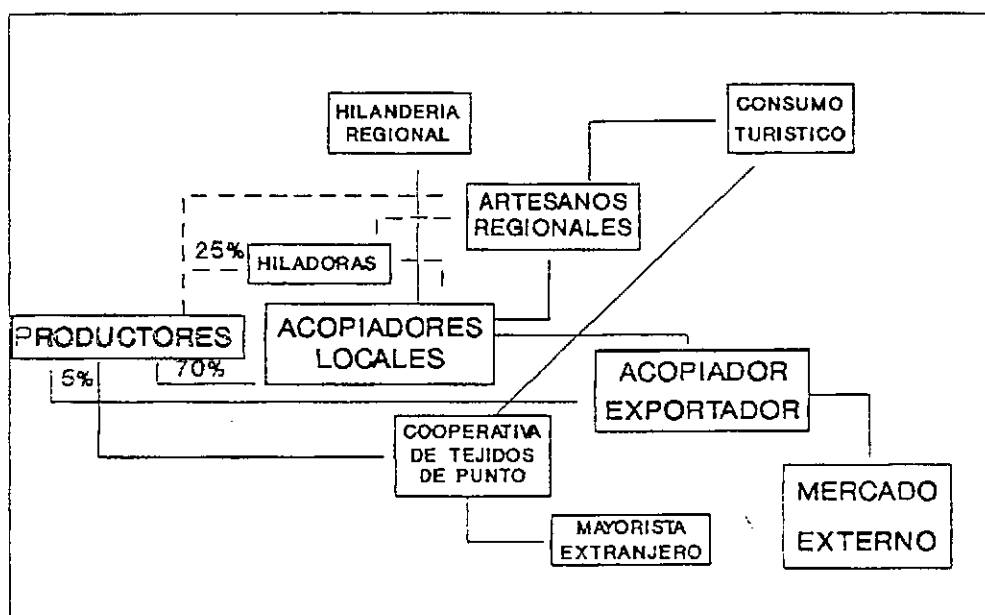 HILANDERIA
REGIONAL
CONSUMO
TURISTICO
ARTESANOS
REGIONALES
25%
HILADORAS
PRODUCTORES
ACOPIADORES
LOCALES
5%
70%
ACOPIADOR
EXPORTADOR
COOPERATIVA
DE TEJIDOS
DE PUNTO
MERCADO
EXTERNO
MAYORISTA
EXTRANJERO